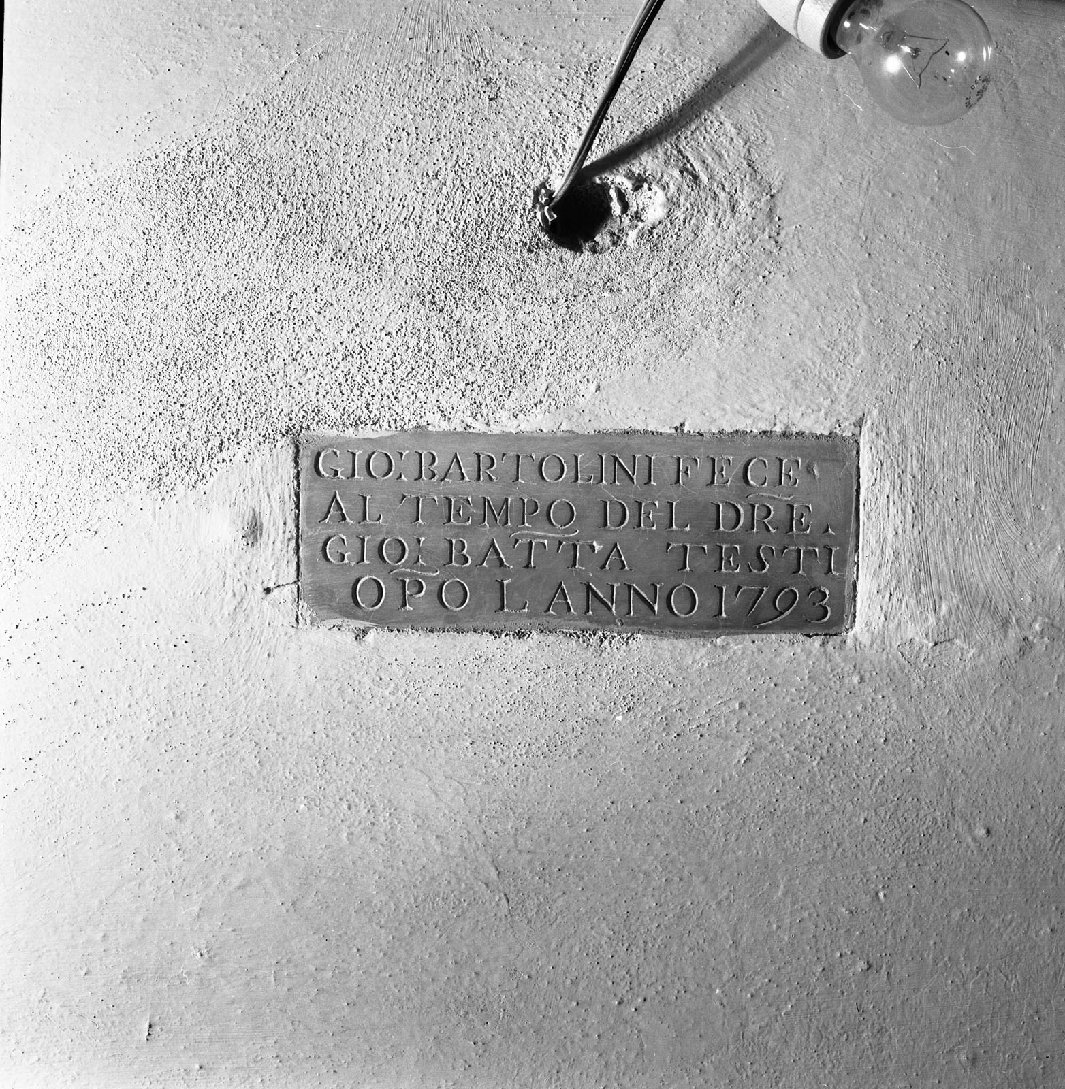 GIO: BARTOLINI FECE
AL TEMPO DEL DRE.
GIO: BATTA TESTI
OPO L ANNO 1793